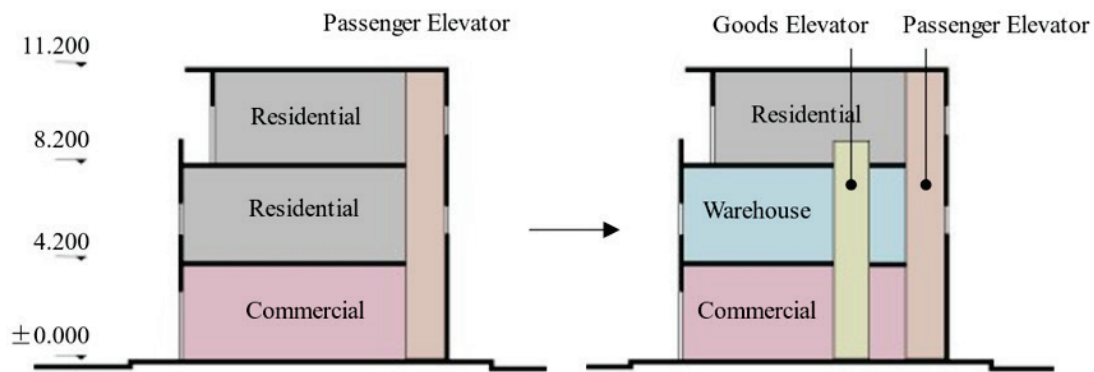 Passenger Elevator
11.200
Residential
8.200
Residential
4.200
Commercial
±0.000
Goods Elevator
Passenger Elevator
Residential
Warehouse
Commercial